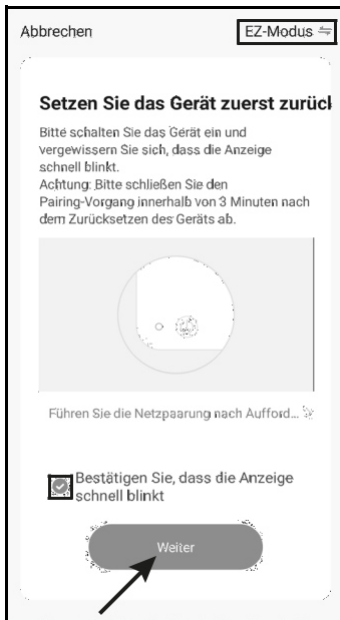 Abbrechen
EZ-Modus
Setzen Sie das Gerät zuerst zurück
Bitte schalten Sie das Gerät ein und
vergewissern Sie sich, dass die Anzeige
schnell blinkt.
Achtung: Bitte schließen Sie den
Pairing-Vorgang innerhalb von 3 Minuten nach
dem Zurücksetzen des Geräts ab.
Führen Sie die Netzpaarung nach Aufford...
Bestätigen Sie, dass die Anzeige
schnell blinkt
Weiter